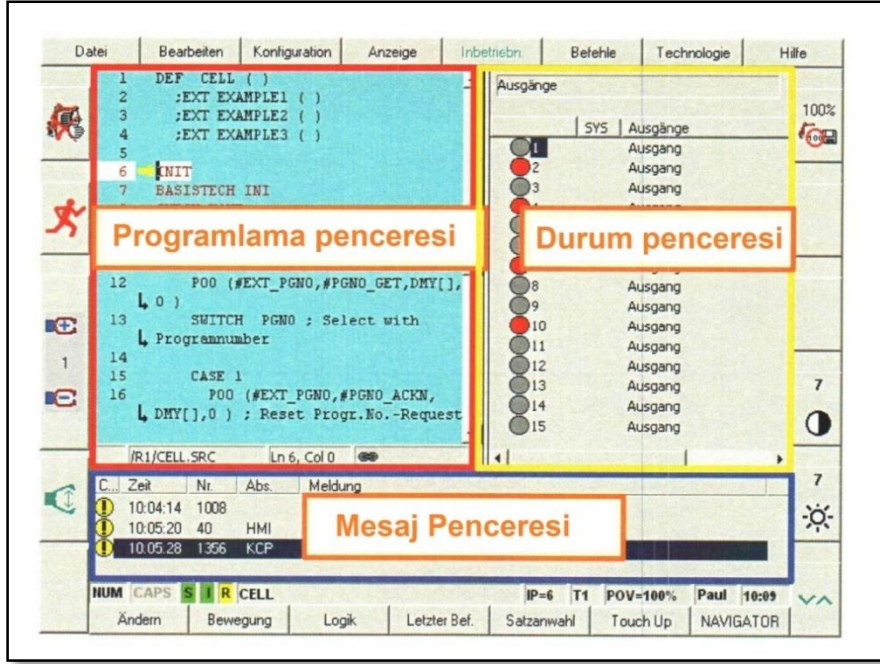 Datei Bearbeiten Konfiguration Anzeige Inbetriebn. Befehle Technologie Hilfe
1 DEF CELL ( )
2 ;EXT EXAMPLE1 ( )
3 ;EXT EXAMPLE2 ( )
4 ;EXT EXAMPLE3 ( )
5
6 INIT
7 BASISTECH INI
Programlama penceresi
12 P00 (#EXT_PGNO,#PGNO_GET,DMY[],
0 )
13 SWITCH PGNO ; Select with
Programnumber
14
15 CASE 1
16 P00 (#EXT_PGNO,#PGNO_ACKN,
DMY[],0 ) ; Reset Progr.No.-Request
/R1/CELL.SRC Ln 6, Col 0
Ausgänge
SYS Ausgänge
1 Ausgang
2 Ausgang
3 Ausgang
Durum penceresi
8 Ausgang
9 Ausgang
10 Ausgang
11 Ausgang
12 Ausgang
13 Ausgang
14 Ausgang
15 Ausgang
100%
1
7
7
C... Zeit Nr. Abs. Meldung
10:04:14 1008
10:05:20 40 HMI
10:05:28 1356 KCP
Mesaj Penceresi
NUM CAPS S I R CELL IP=6 T1 POV=100% Paul 10:09
Ändern Bewegung Logik Letzter Bef. Satzanwahl Touch Up NAVIGATOR